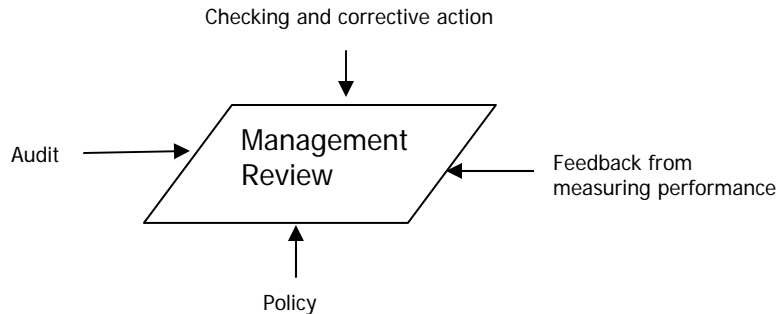 Checking and corrective action
Management
Review
Audit
Feedback from
measuring performance
Policy